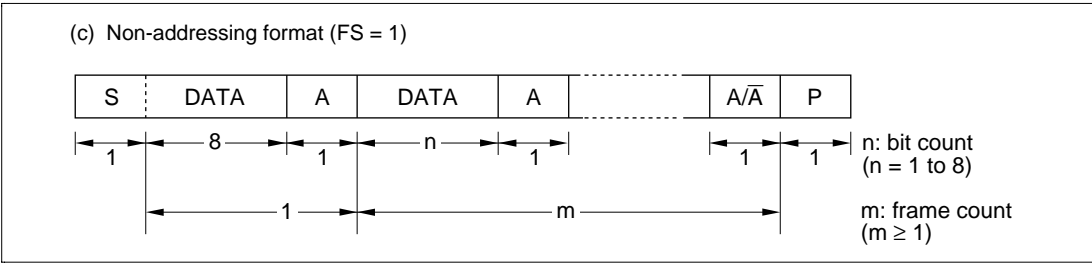 (c) Non-addressing format (FS = 1)
S DATA A DATA A A/A̅ P
1 8 1 n 1 1 1 n: bit count
(n = 1 to 8)
1 m m: frame count
(m ≥ 1)